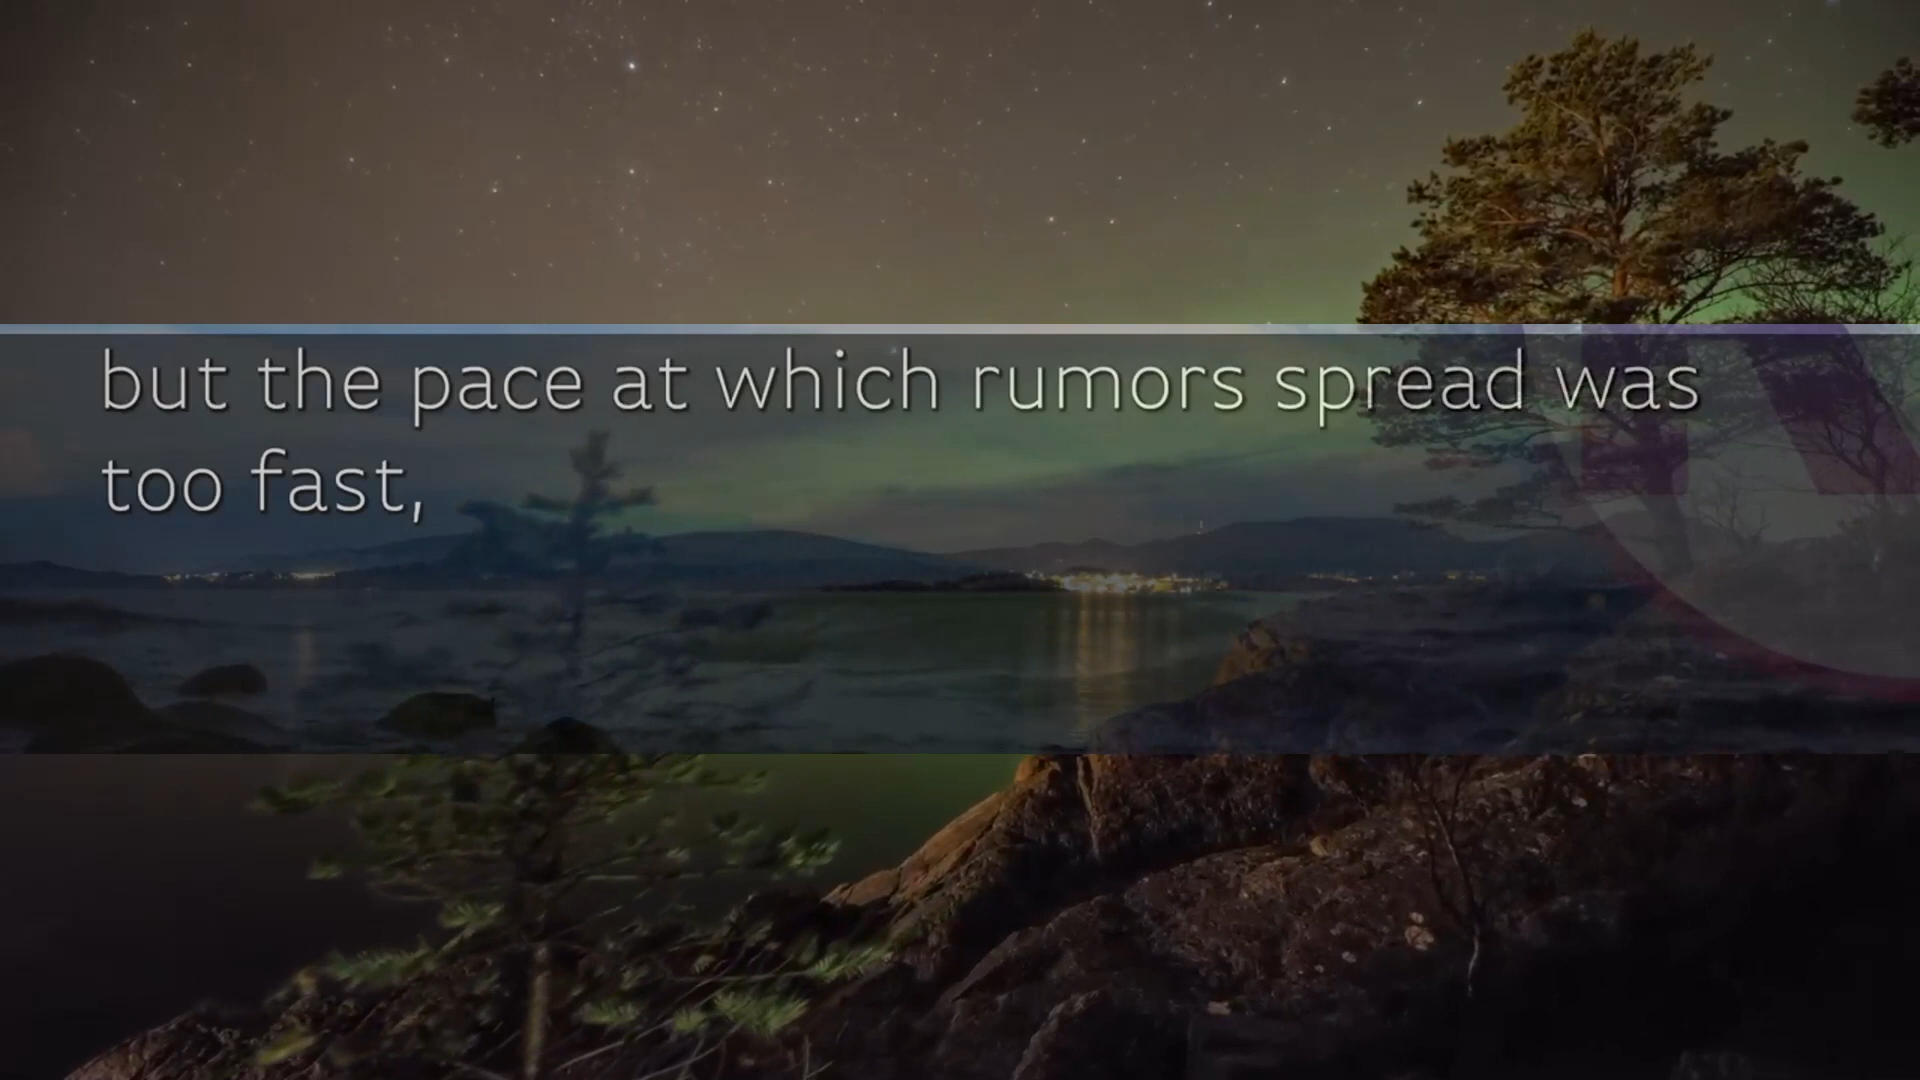 but the pace at which rumors spread was
too fast,